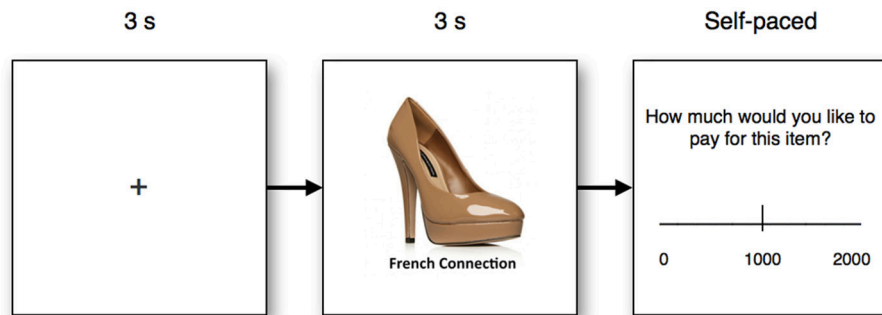 3 s
3 s
Self-paced
+
French Connection
How much would you like to
pay for this item?
0 1000 2000